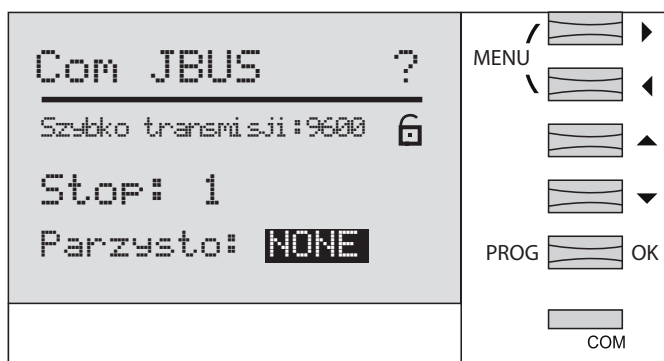 Com JBUS ?
Szybko transmisji:9600
Stop: 1
Parzysto: NONE
MENU
PROG OK
COM